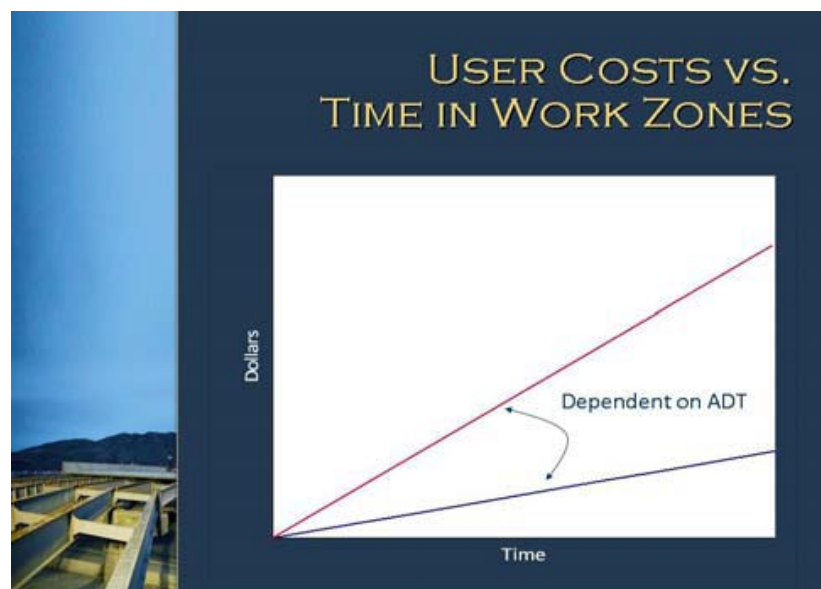 USER COSTS VS.
TIME IN WORK ZONES
Dollars
Dependent on ADT
Time